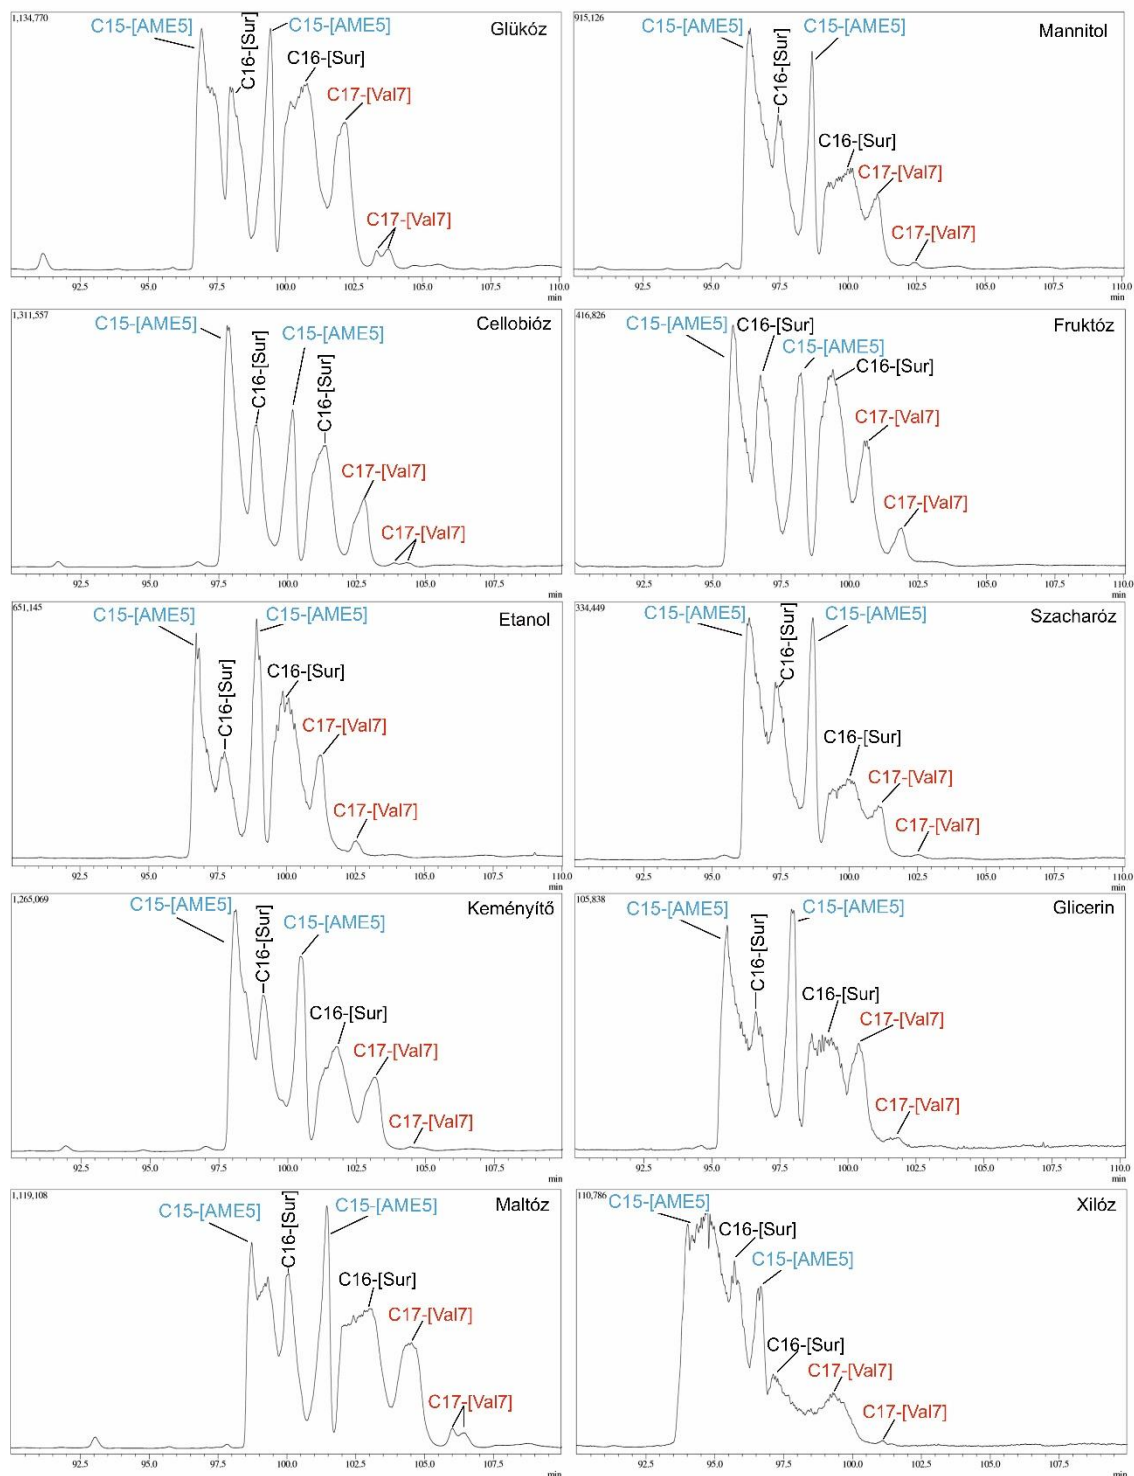 1,134,770
Glükóz
C15-[AME5]
C16-[Sur]
C15-[AME5]
C16-[Sur]
C17-[Val7]
C17-[Val7]
92.5 95.0 97.5 100.0 102.5 105.0 107.5 110.0
min
915,126
Mannitol
C15-[AME5]
C16-[Sur]
C15-[AME5]
C16-[Sur]
C17-[Val7]
C17-[Val7]
92.5 95.0 97.5 100.0 102.5 105.0 107.5 110.0
min
1,311,557
Cellobióz
C15-[AME5]
C16-[Sur]
C15-[AME5]
C16-[Sur]
C17-[Val7]
C17-[Val7]
92.5 95.0 97.5 100.0 102.5 105.0 107.5
min
416,826
Fruktóz
C15-[AME5]
C16-[Sur]
C15-[AME5]
C16-[Sur]
C17-[Val7]
C17-[Val7]
92.5 95.0 97.5 100.0 102.5 105.0 107.5 110.0
min
651,145
Etanol
C15-[AME5]
C16-[Sur]
C15-[AME5]
C16-[Sur]
C17-[Val7]
C17-[Val7]
92.5 95.0 97.5 100.0 102.5 105.0 107.5
min
334,449
Szacharóz
C15-[AME5]
C16-[Sur]
C15-[AME5]
C16-[Sur]
C17-[Val7]
C17-[Val7]
92.5 95.0 97.5 100.0 102.5 105.0 107.5 110.0
min
1,265,069
Keményítő
C15-[AME5]
C16-[Sur]
C15-[AME5]
C16-[Sur]
C17-[Val7]
C17-[Val7]
92.5 95.0 97.5 100.0 102.5 105.0 107.5
min
105,838
Glicerin
C15-[AME5]
C16-[Sur]
C15-[AME5]
C16-[Sur]
C17-[Val7]
C17-[Val7]
92.5 95.0 97.5 100.0 102.5 105.0 107.5 110.0
min
1,119,108
Maltóz
C15-[AME5]
C16-[Sur]
C15-[AME5]
C16-[Sur]
C17-[Val7]
C17-[Val7]
92.5 95.0 97.5 100.0 102.5 105.0 107.5
min
110,786
Xilóz
C15-[AME5]
C16-[Sur]
C15-[AME5]
C16-[Sur]
C17-[Val7]
C17-[Val7]
92.5 95.0 97.5 100.0 102.5 105.0 107.5
min